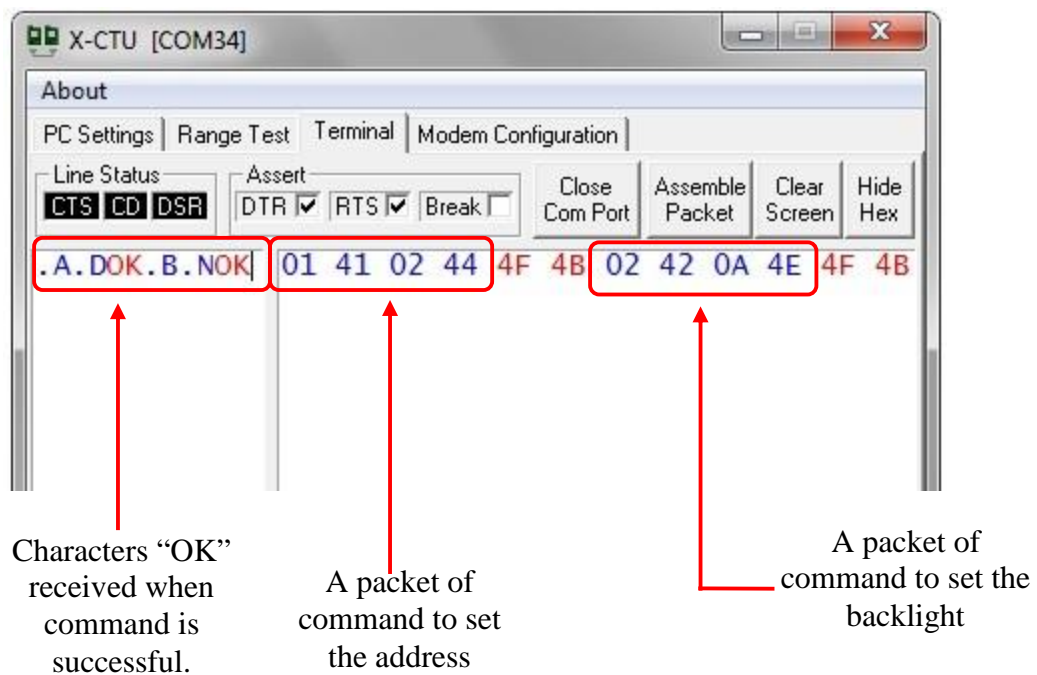 X-CTU [COM34]
About
PC Settings Range Test Terminal Modem Configuration
Line Status Assert
CTS CD DSR DTR RTS Break
Close Com Port
Assemble Packet
Clear Screen
Hide Hex
.A.DOK.B.NOK 01 41 02 44 4F 4B 02 42 0A 4E 4F 4B
Characters “OK”
received when
command is
successful.
A packet of
command to set
the address
A packet of
command to set the
backlight